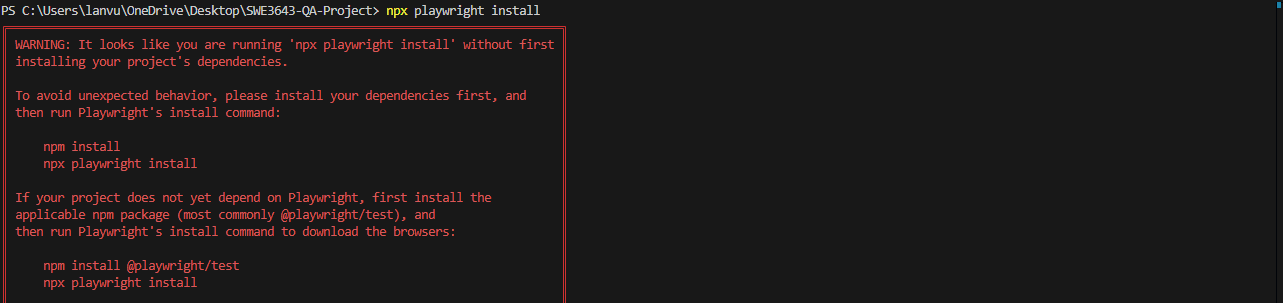 PS C:\Users\lanvu\OneDrive\Desktop\SWE3643-QA-Project> npx playwright install
WARNING: It looks like you are running 'npx playwright install' without first
installing your project's dependencies.
To avoid unexpected behavior, please install your dependencies first, and
then run Playwright's install command:
npm install
npx playwright install
If your project does not yet depend on Playwright, first install the
applicable npm package (most commonly @playwright/test), and
then run Playwright's install command to download the browsers:
npm install @playwright/test
npx playwright install